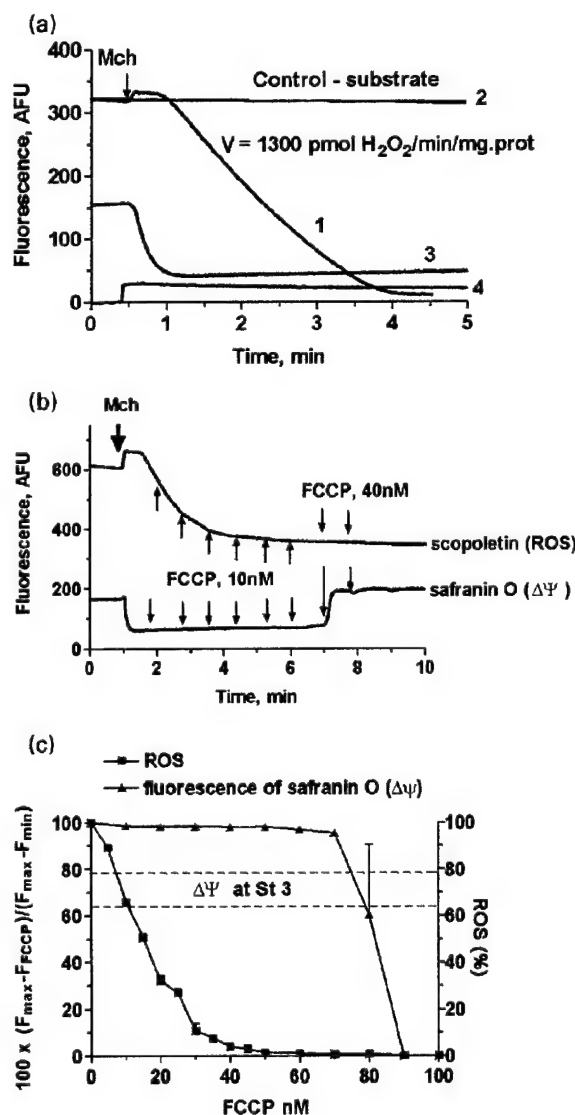 (a)
400
300
200
100
0
Fluorescence, AFU
Mch
Control - substrate
2
V = 1300 pmol H₂O₂/min/mg.prot
1
3
4
0 1 2 3 4 5
Time, min
(b)
Mch
600
400
200
0
Fluorescence, AFU
FCCP, 40nM
scopoletin (ROS)
FCCP, 10nM
safranin O (ΔΨ)
0 2 4 6 8 10
Time, min
(c)
ROS
fluorescence of safranin O (Δψ)
100 x (Fmax-FFCCP)/(Fmax-Fmin)
100
80
60
40
20
0
ΔΨ at St 3
100
80
60
40
20
0
ROS (%)
0 20 40 60 80 100
FCCP nM